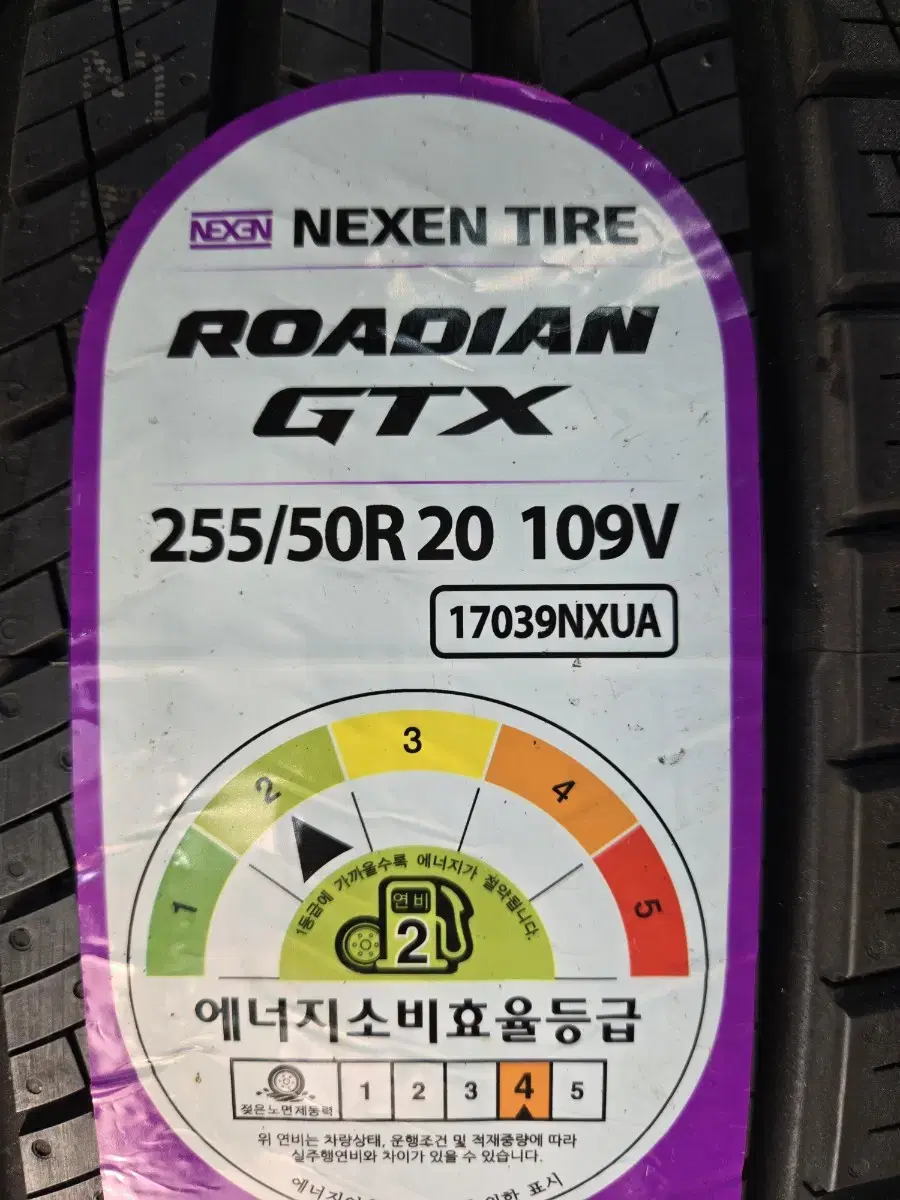 NEXEN NEXEN TIRE
ROADIAN
GTX
255/50R 20 109V
17039NXUA
1 2 3 4 5
1등급에 가까울수록 에너지가 절약됩니다.
연비
2
에너지소비효율등급
젖은노면제동력 1 2 3 4 5
위 연비는 차량상태, 운행조건 및 적재중량에 따라
실주행연비와 차이가 있을 수 있습니다.
표시